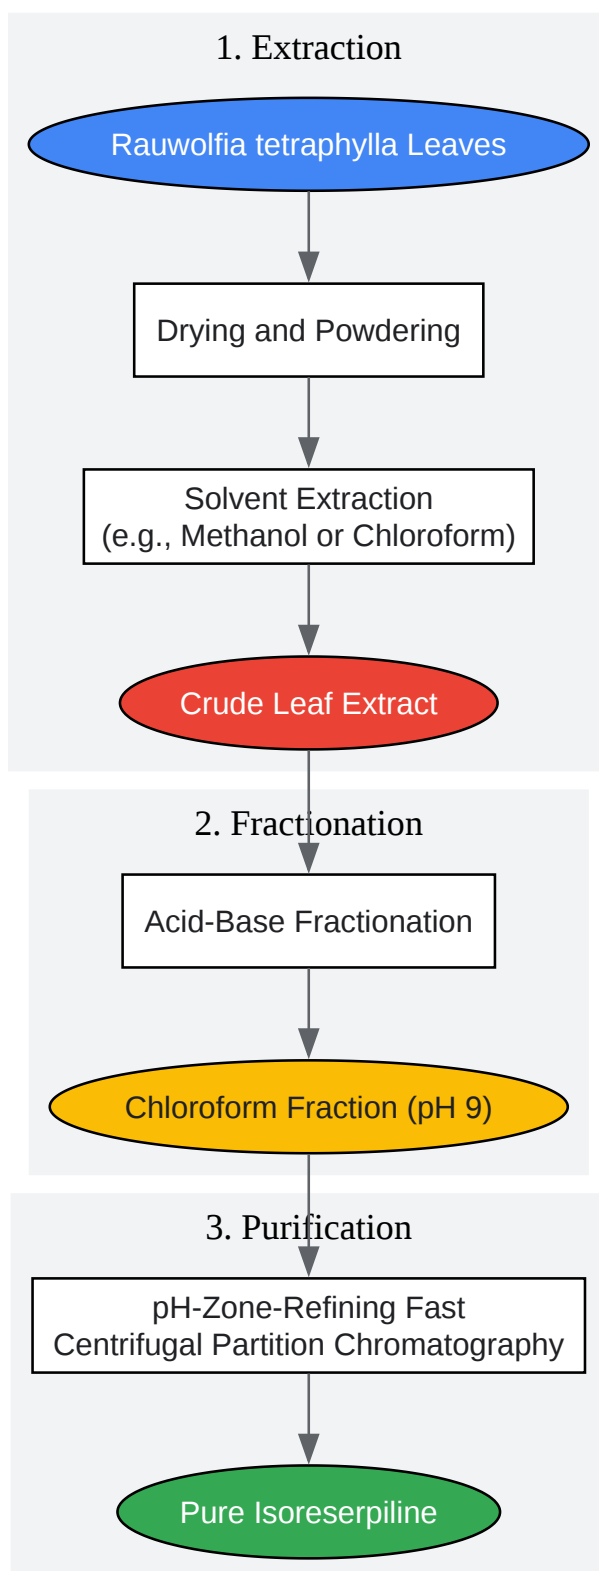 1. Extraction
Rauwolfia tetraphylla Leaves
Drying and Powdering
Solvent Extraction
(e.g., Methanol or Chloroform)
Crude Leaf Extract
2. Fractionation
Acid-Base Fractionation
Chloroform Fraction (pH 9)
3. Purification
pH-Zone-Refining Fast
Centrifugal Partition Chromatography
Pure Isoreserpiline